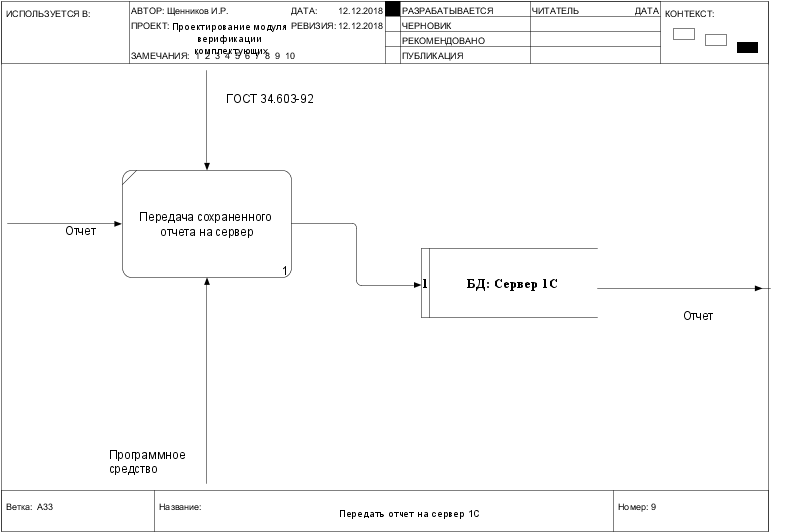 ИСПОЛЬЗУЕТСЯ В:
АВТОР: Щенников И.Р.
ДАТА: 12.12.2018
ПРОЕКТ: Проектирование модуля
верификации
комплектующих
РЕВИЗИЯ: 12.12.2018
ЗАМЕЧАНИЯ: 1 2 3 4 5 6 7 8 9 10
РАЗРАБАТЫВАЕТСЯ
ЧЕРНОВИК
РЕКОМЕНДОВАНО
ПУБЛИКАЦИЯ
ЧИТАТЕЛЬ ДАТА
КОНТЕКСТ:
ГОСТ 34.603-92
Отчет
Передача сохраненного
отчета на сервер
1
1 БД: Сервер 1С
Отчет
Программное
средство
Ветка: A33
Название: Передать отчет на сервер 1С
Номер: 9